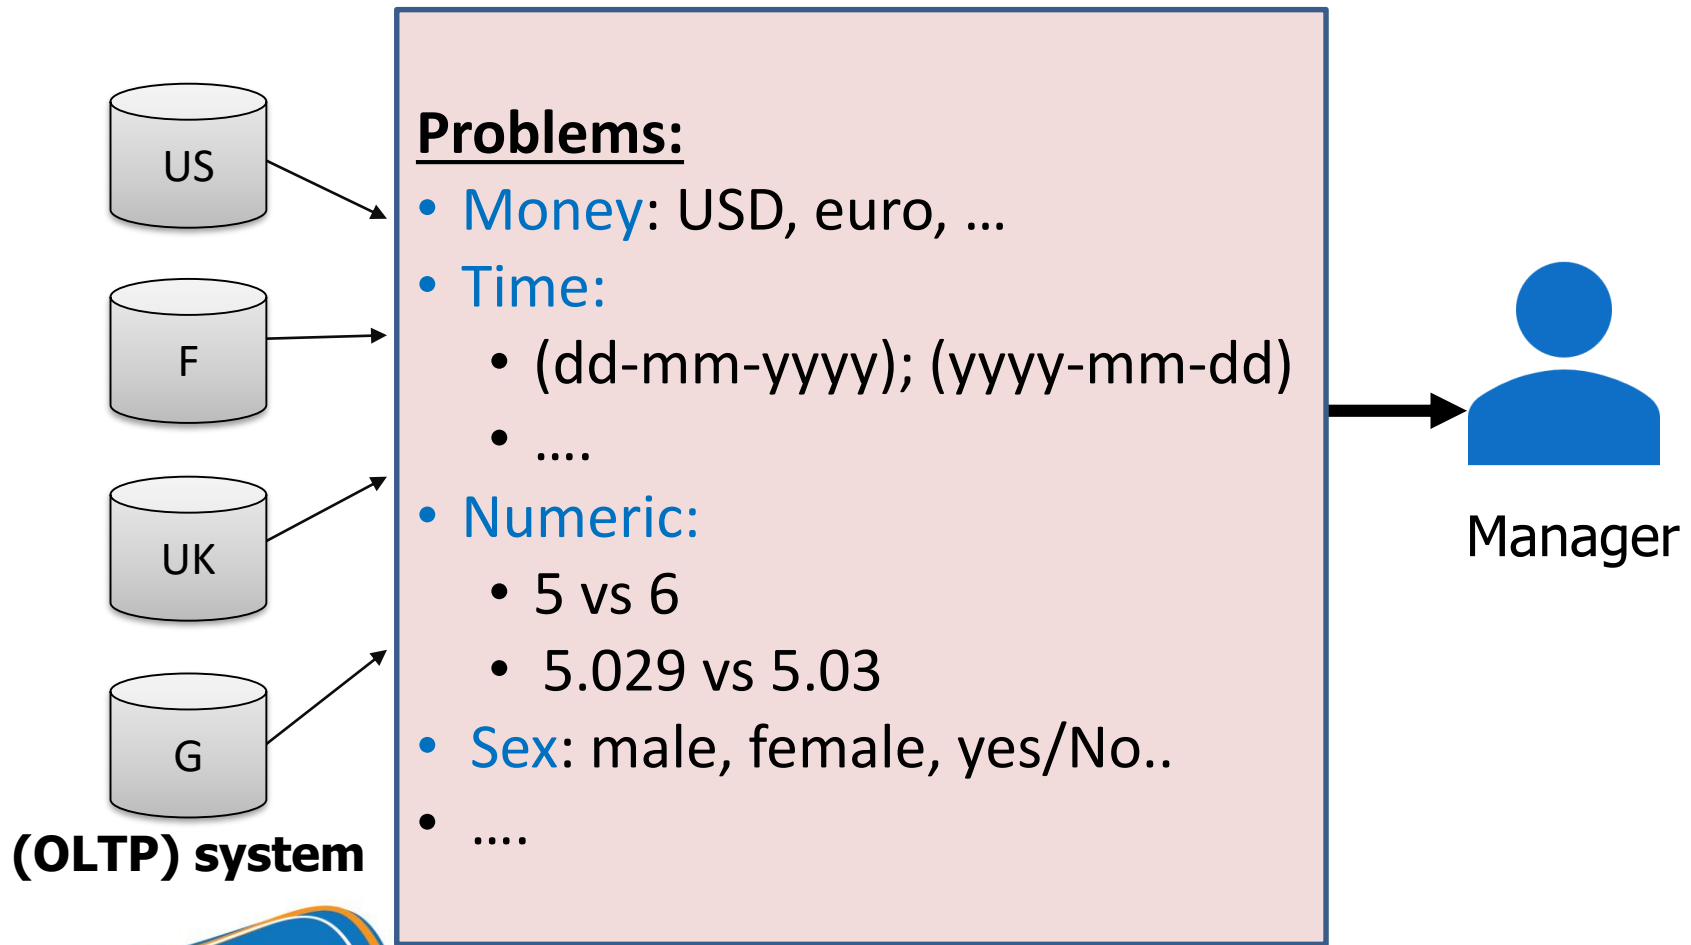 US
F
UK
G
(OLTP) system
Problems:
• Money: USD, euro, ...
• Time:
• (dd-mm-yyyy); (yyyy-mm-dd)
• ....
• Numeric:
• 5 vs 6
• 5.029 vs 5.03
• Sex: male, female, yes/No..
• ....
Manager